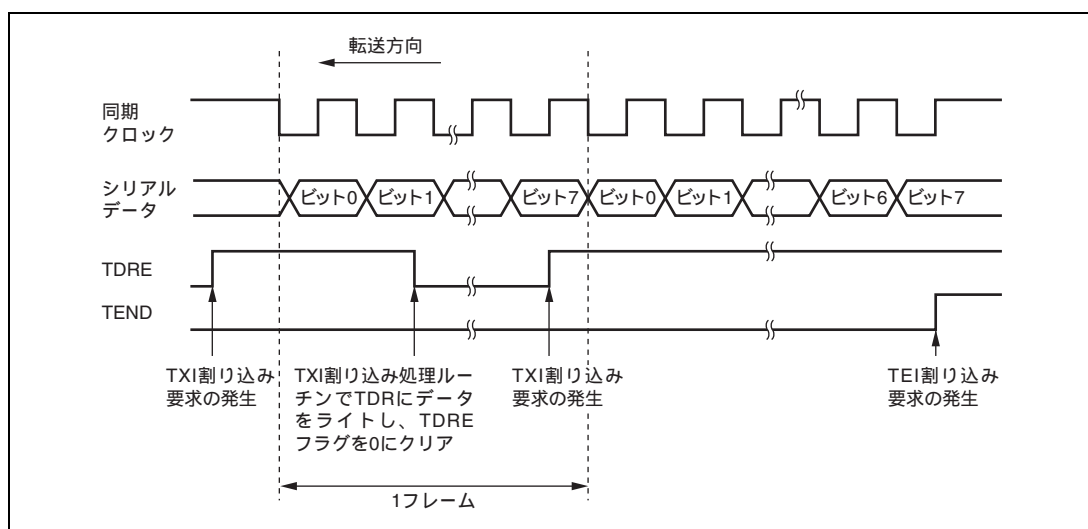 転送方向
同期
クロック
シリアル
データ
ビット0
ビット1
ビット7
ビット0
ビット1
ビット6
ビット7
TDRE
TEND
TXI割り込み
要求の発生
TXI割り込み処理ルー
チンでTDRにデータ
をライトし、TDRE
フラグを0にクリア
TXI割り込み
要求の発生
TEI割り込み
要求の発生
1フレーム